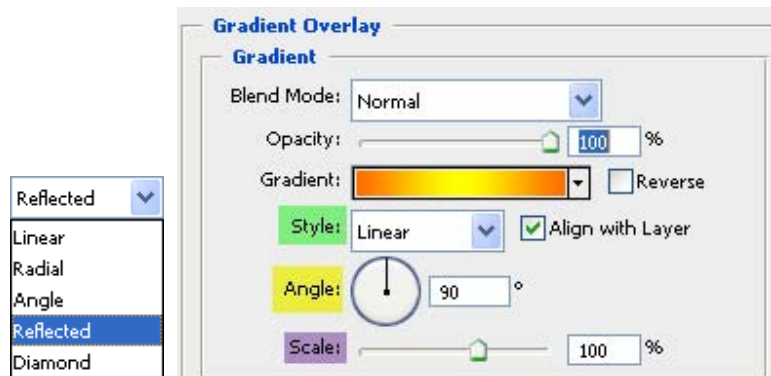 Gradient Overlay
Gradient
Blend Mode: Normal
Opacity: 100 %
Gradient: Reverse
Style: Linear Align with Layer
Angle: 90 °
Scale: 100 %
Reflected
Linear
Radial
Angle
Reflected
Diamond